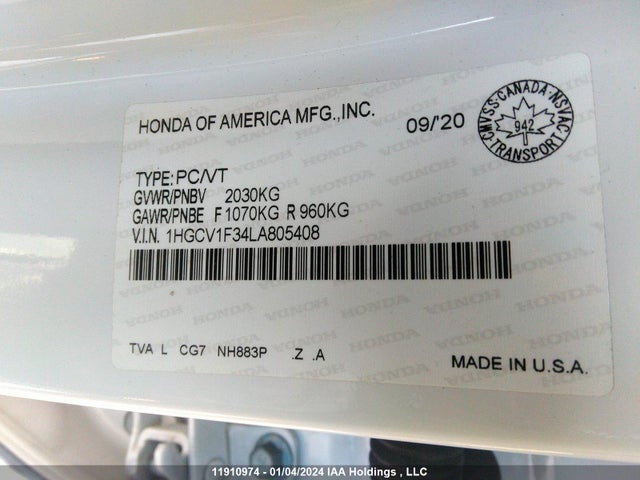 HONDA OF AMERICA MFG.,INC.
09/'20
CMVSS·CANADA·NSVAC
942
TRANSPORT
TYPE: PC/VT
GVWR/PNBV 2030KG
GAWR/PNBE F 1070KG R 960KG
V.I.N. 1HGCV1F34LA805408
TVA L CG7 NH883P .Z .A
MADE IN U.S.A.
11910974 - 01/04/2024 IAA Holdings , LLC